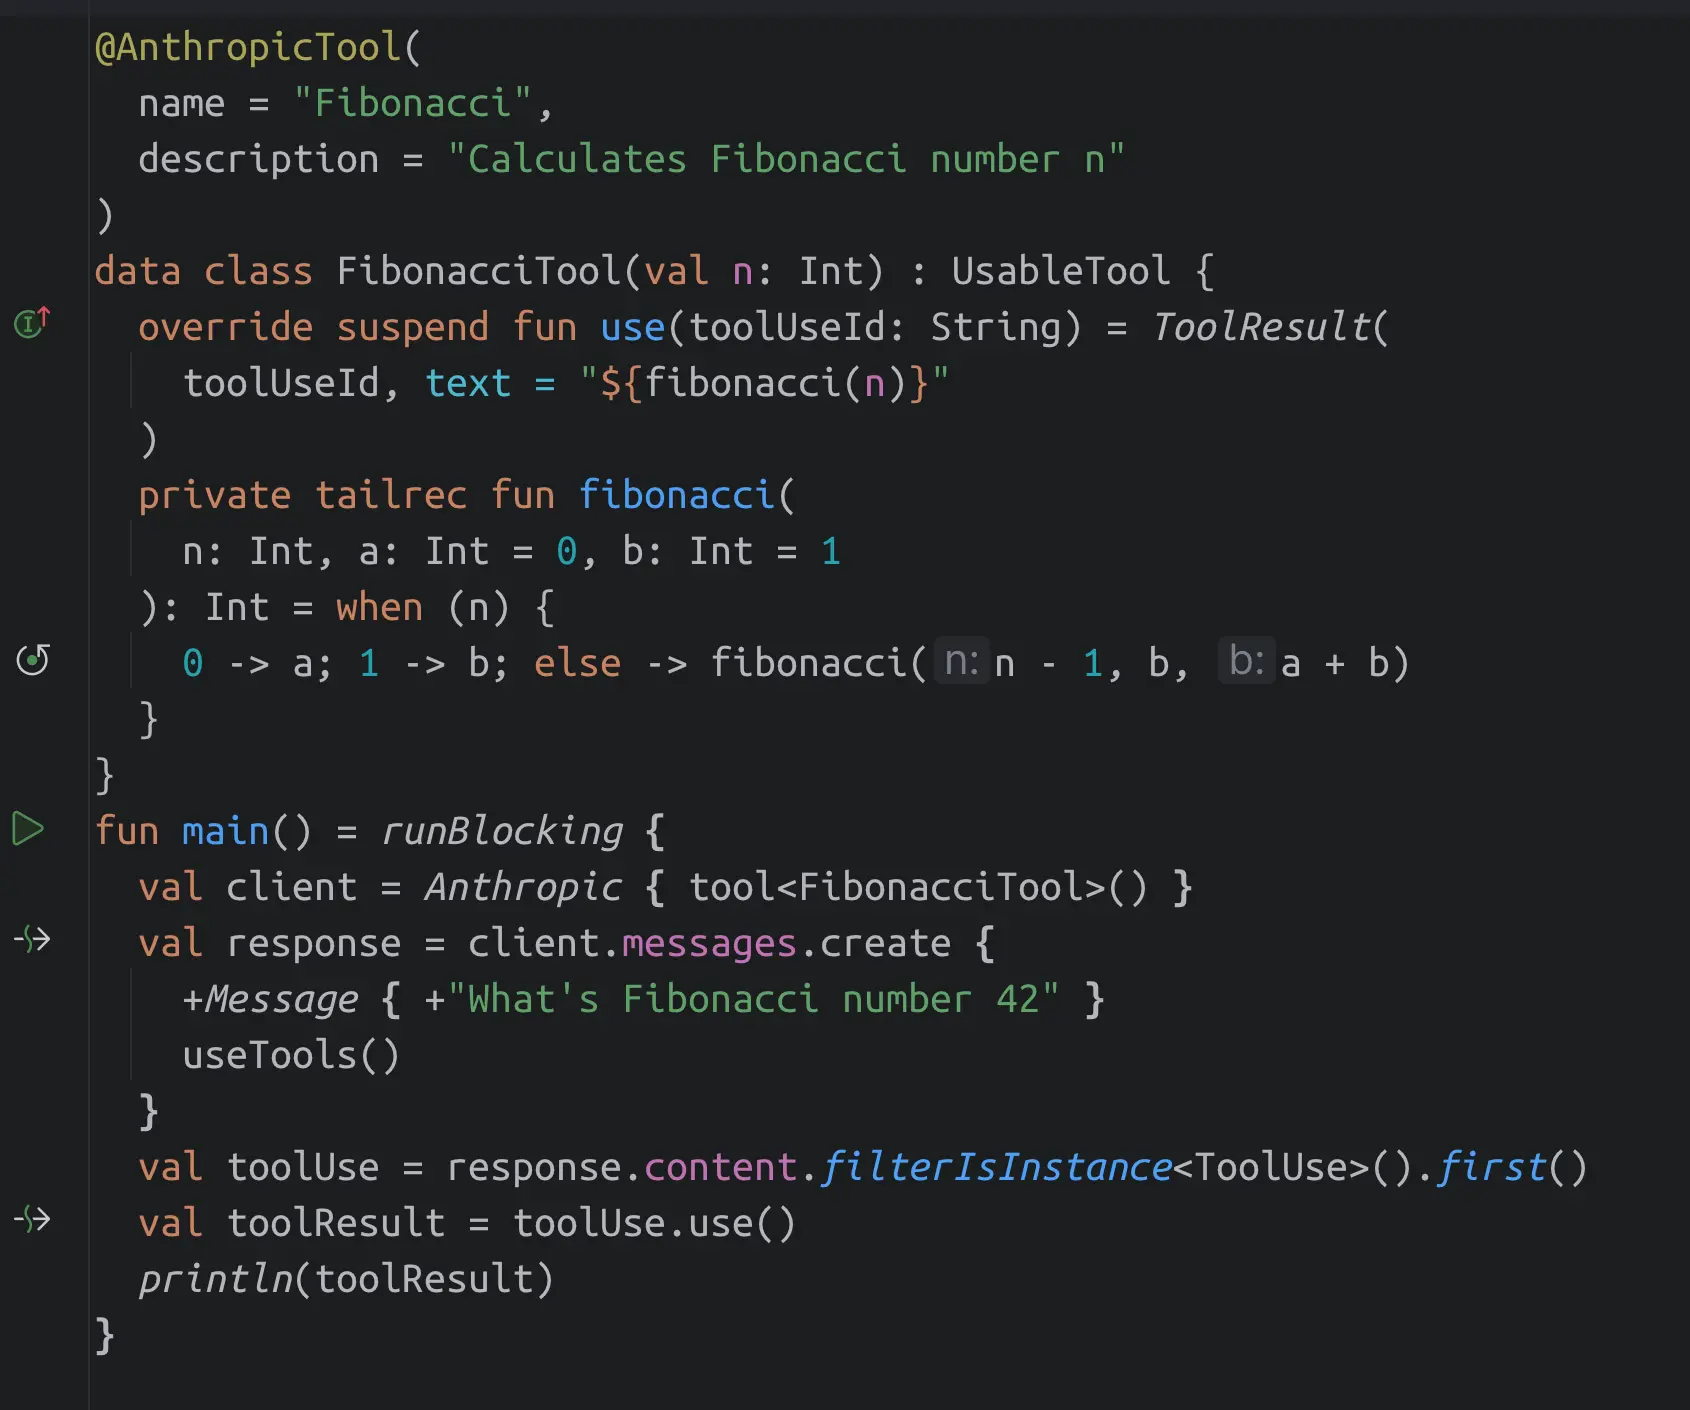 @AnthropicTool(
  name = "Fibonacci",
  description = "Calculates Fibonacci number n"
)
data class FibonacciTool(val n: Int) : UsableTool {
  override suspend fun use(toolUseId: String) = ToolResult(
    toolUseId, text = "${fibonacci(n)}"
  )
  private tailrec fun fibonacci(
    n: Int, a: Int = 0, b: Int = 1
  ): Int = when (n) {
    0 -> a; 1 -> b; else -> fibonacci( n: n - 1, b, b: a + b)
  }
}
fun main() = runBlocking {
  val client = Anthropic { tool<FibonacciTool>() }
  val response = client.messages.create {
    +Message { +"What's Fibonacci number 42" }
    useTools()
  }
  val toolUse = response.content.filterIsInstance<ToolUse>().first()
  val toolResult = toolUse.use()
  println(toolResult)
}